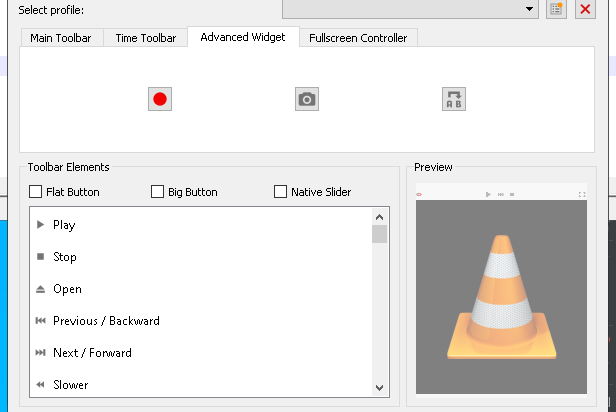 Select profile:
Main Toolbar Time Toolbar Advanced Widget Fullscreen Controller
A B
Toolbar Elements
Flat Button Big Button Native Slider
Play
Stop
Open
Previous / Backward
Next / Forward
Slower
Preview